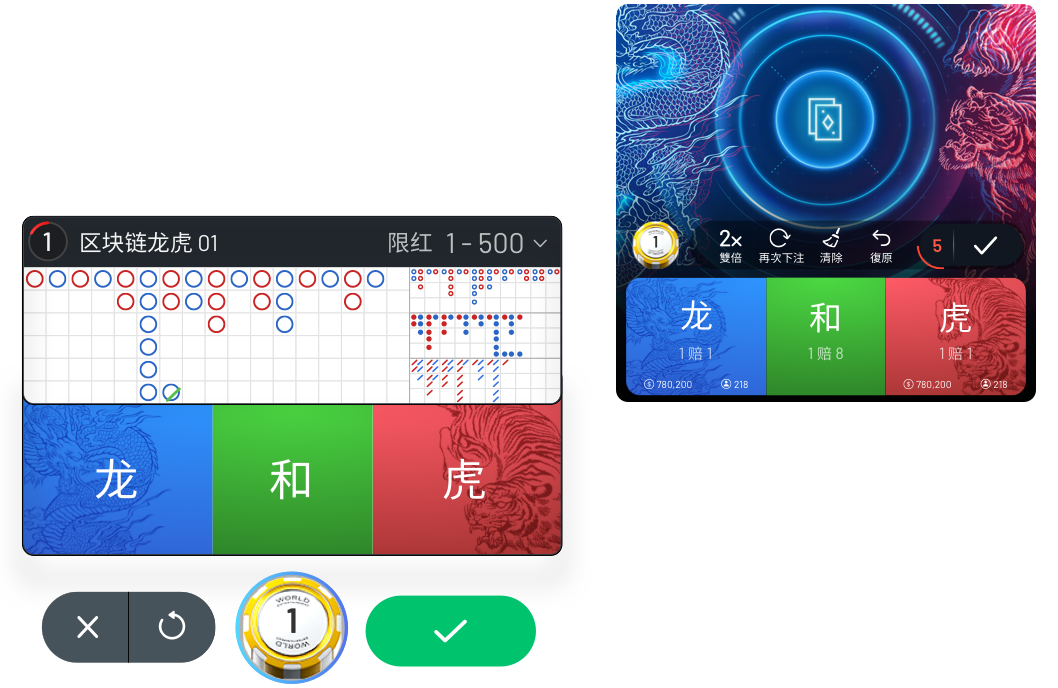 1 区块链龙虎 01 限红 1 - 500
龙 和 虎
WORLD
1
WORLD
1
2x 雙倍
再次下注
清除
復原
5
龙
1 赔 1
780,200 218
和
1 赔 8
虎
1 赔 1
780,200 218